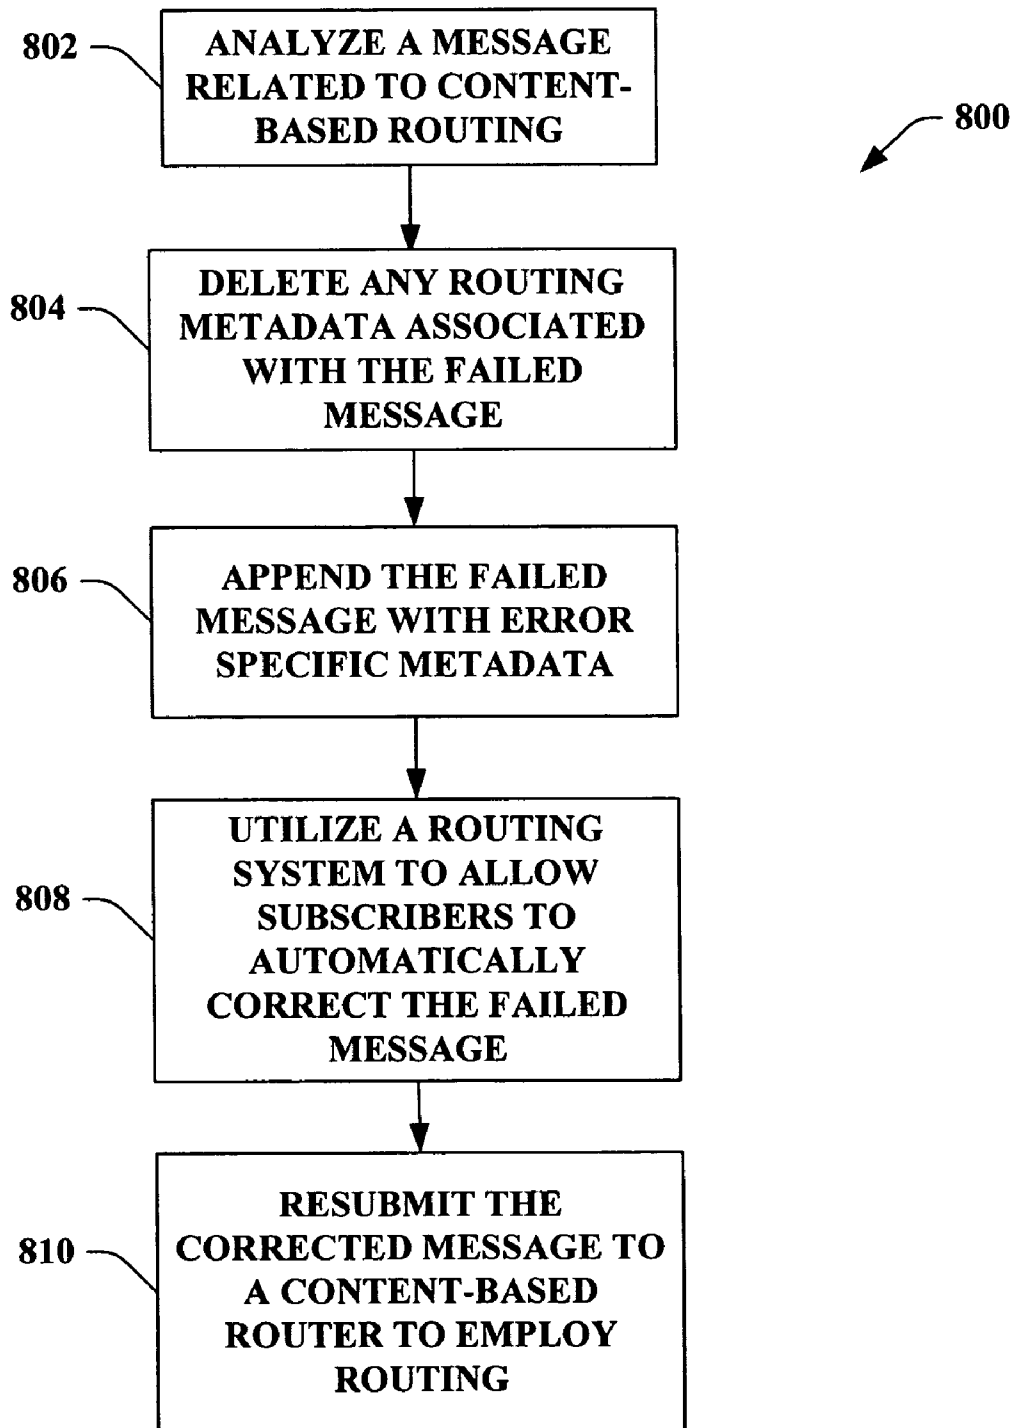 802
ANALYZE A MESSAGE
RELATED TO CONTENT-
BASED ROUTING
800
804
DELETE ANY ROUTING
METADATA ASSOCIATED
WITH THE FAILED
MESSAGE
806
APPEND THE FAILED
MESSAGE WITH ERROR
SPECIFIC METADATA
808
UTILIZE A ROUTING
SYSTEM TO ALLOW
SUBSCRIBERS TO
AUTOMATICALLY
CORRECT THE FAILED
MESSAGE
810
RESUBMIT THE
CORRECTED MESSAGE TO
A CONTENT-BASED
ROUTER TO EMPLOY
ROUTING